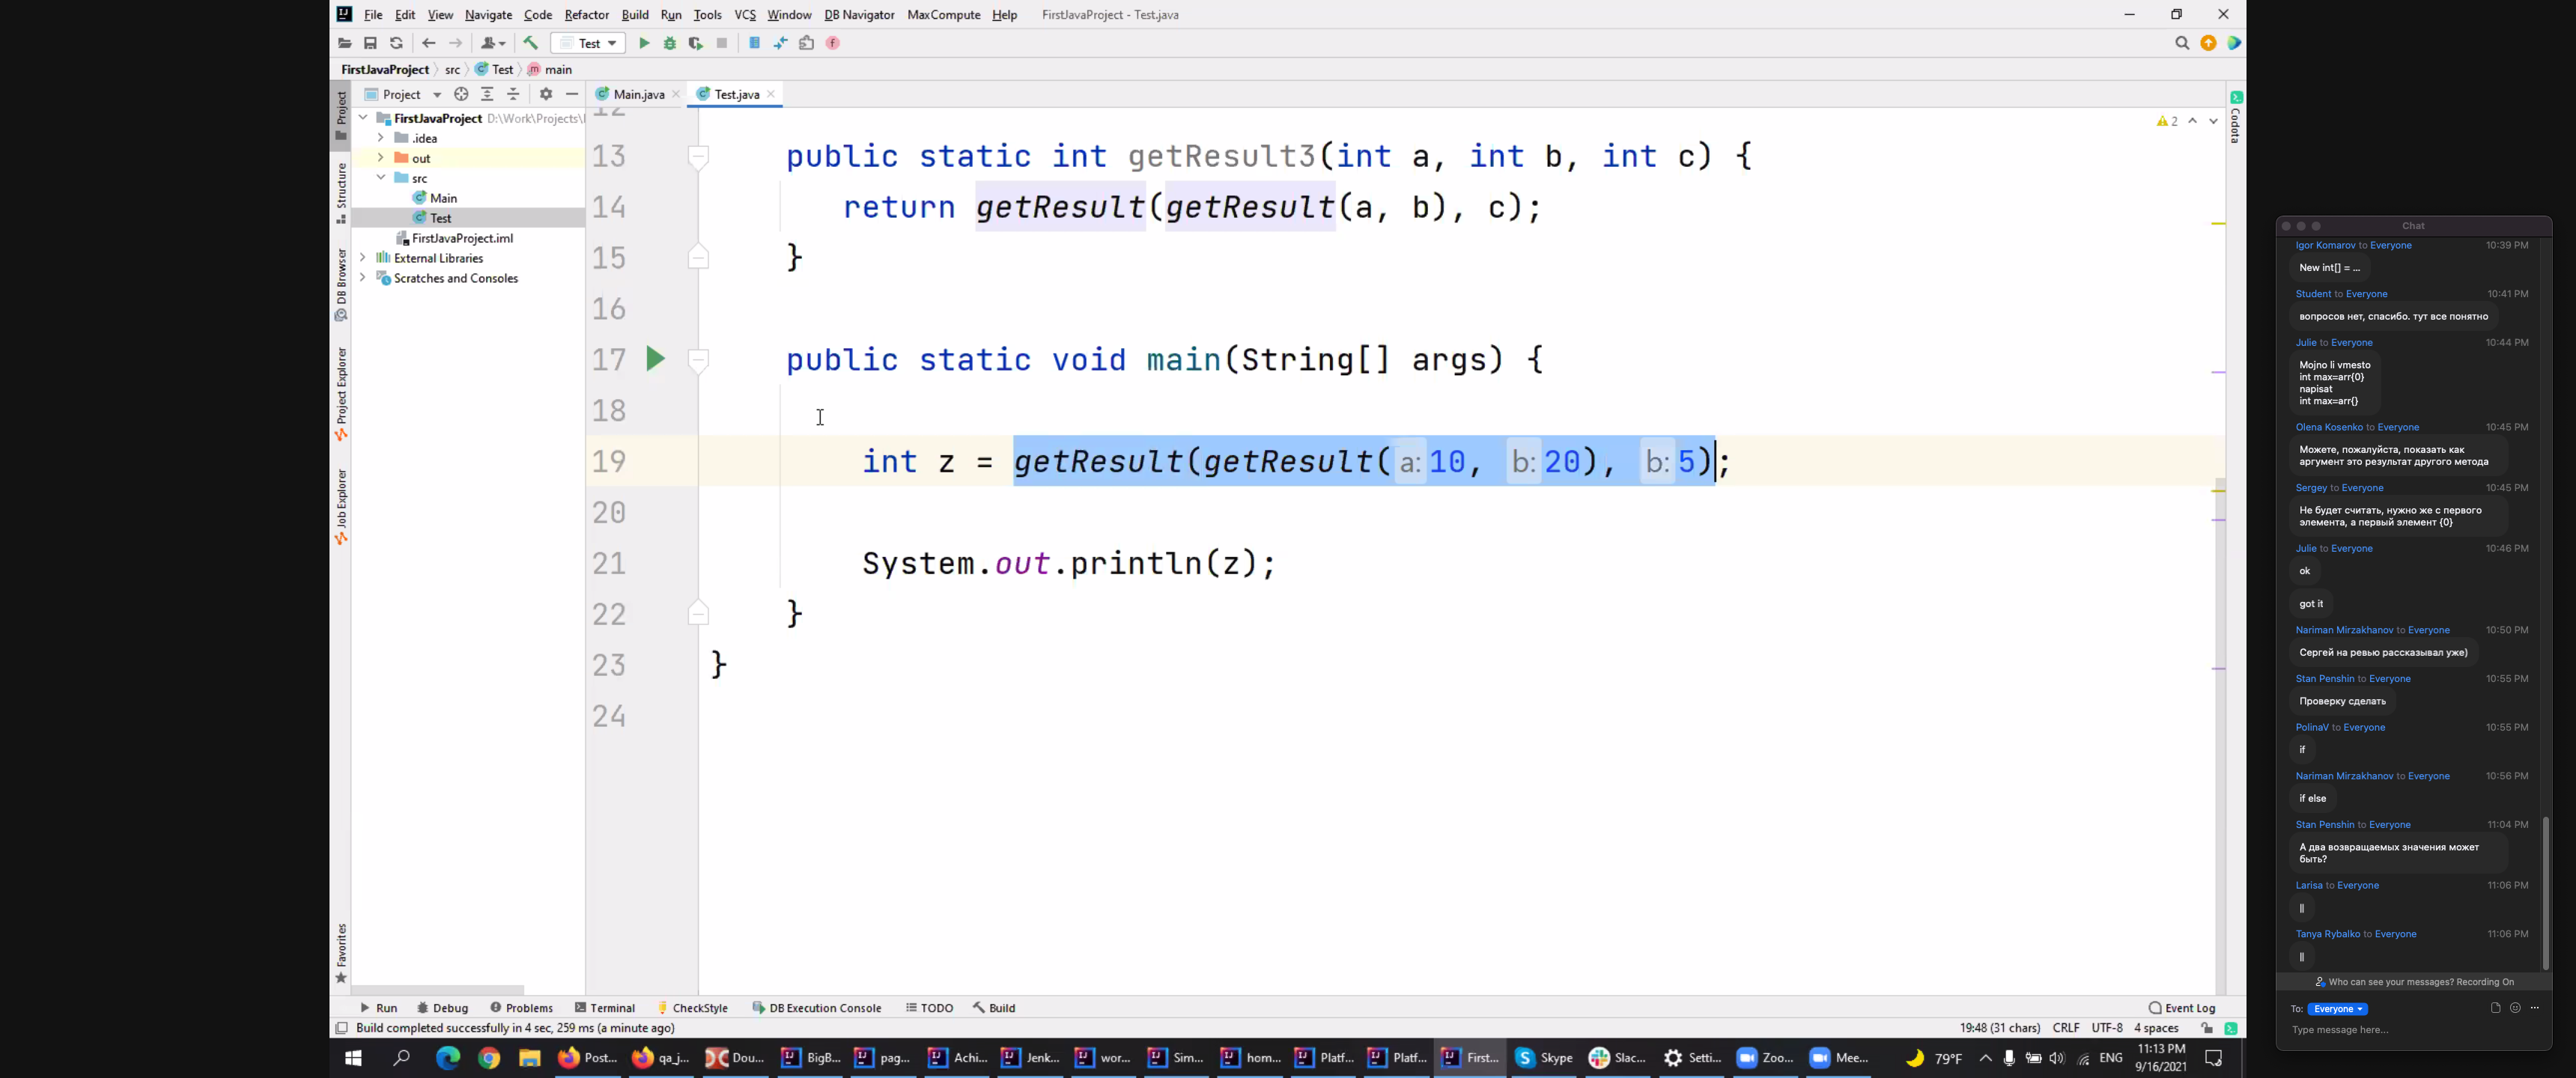 File Edit View Navigate Code Refactor Build Run Tools VCS Window DB Navigator MaxCompute Help FirstJavaProject - Test.java
Test
FirstJavaProject src Test main
Project
Main.java Test.java
FirstJavaProject D:\Work\Projects\
.idea
out
src
Main
Test
FirstJavaProject.iml
External Libraries
Scratches and Consoles
Project
Structure
DB Browser
Project Explorer
Job Explorer
Favorites
12
13 public static int getResult3(int a, int b, int c) {
14 return getResult(getResult(a, b), c);
15 }
16
17 public static void main(String[] args) {
18
19 int z = getResult(getResult( a: 10, b: 20), b: 5);
20
21 System.out.println(z);
22 }
23 }
24
2
Codota
Run Debug Problems Terminal CheckStyle DB Execution Console TODO Build Event Log
Build completed successfully in 4 sec, 259 ms (a minute ago) 19:48 (31 chars) CRLF UTF-8 4 spaces
Post... qa_j... Dou... BigB... pag... Achi... Jenk... wor... Sim... hom... Platf... Platf... First... Skype Slac... Setti... Zoo... Mee... 79°F ENG 11:13 PM
9/16/2021
Chat
Igor Komarov to Everyone 10:39 PM
New int[] = ...
Student to Everyone 10:41 PM
вопросов нет, спасибо. тут все понятно
Julie to Everyone 10:44 PM
Mojno li vmesto
int max=arr{0}
napisat
int max=arr{}
Olena Kosenko to Everyone 10:45 PM
Можете, пожалуйста, показать как
аргумент это результат другого метода
Sergey to Everyone 10:45 PM
Не будет считать, нужно же с первого
элемента, а первый элемент {0}
Julie to Everyone 10:46 PM
ok
got it
Nariman Mirzakhanov to Everyone 10:50 PM
Сергей на ревью рассказывал уже)
Stan Penshin to Everyone 10:55 PM
Проверку сделать
PolinaV to Everyone 10:55 PM
if
Nariman Mirzakhanov to Everyone 10:56 PM
if else
Stan Penshin to Everyone 11:04 PM
А два возвращаемых значения может
быть?
Larisa to Everyone 11:06 PM
||
Tanya Rybalko to Everyone 11:06 PM
||
Who can see your messages? Recording On
To: Everyone
Type message here...